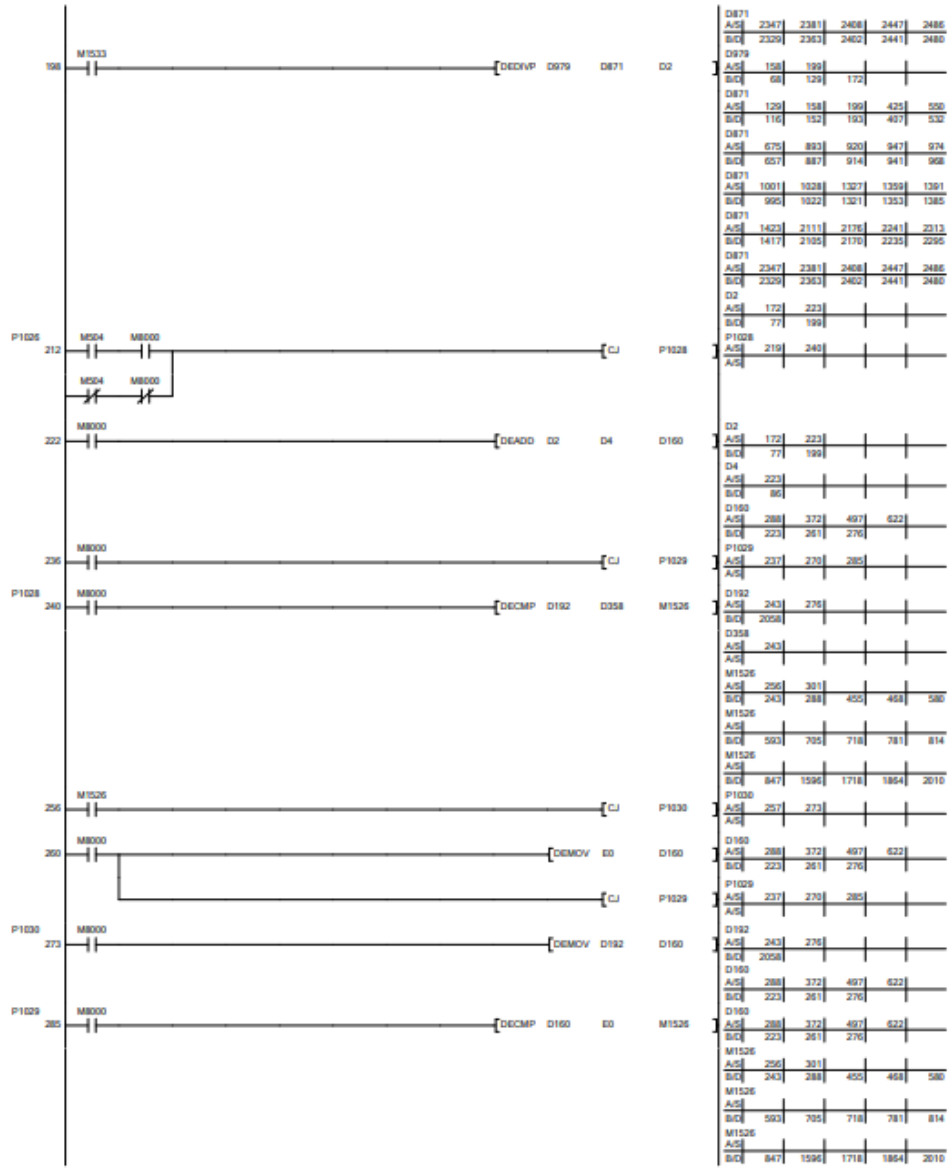 D871
A/S 2347 2381 2408 2447 2486
B/D 2329 2363 2402 2441 2480
M1533
198 DEDIVP D979 D871 D2
D979
A/S 158 199
B/D 68 129 172
D871
A/S 129 158 199 425 550
B/D 116 152 193 407 532
D871
A/S 675 893 920 947 974
B/D 657 887 914 941 968
D871
A/S 1001 1028 1327 1359 1391
B/D 995 1022 1321 1353 1385
D871
A/S 1423 2111 2176 2241 2313
B/D 1417 2105 2170 2235 2295
D871
A/S 2347 2381 2408 2447 2486
B/D 2329 2363 2402 2441 2480
D2
A/S 172 223
B/D 77 199
P1026 M504 M8000
212 CJ P1028
P1028
A/S 219 240
A/S
M504 M8000
M8000
222 DEADD D2 D4 D160
D2
A/S 172 223
B/D 77 199
D4
A/S 223
B/D 86
D160
A/S 288 372 497 622
B/D 223 261 276
M8000
236 CJ P1029
P1029
A/S 237 270 285
A/S
P1028 M8000
240 DECMP D192 D358 M1526
D192
A/S 243 276
B/D 2058
D358
A/S 243
A/S
M1526
A/S 256 301
B/D 243 288 455 468 580
M1526
A/S
B/D 593 705 718 781 814
M1526
A/S
B/D 847 1596 1718 1864 2010
M1526
256 CJ P1030
P1030
A/S 257 273
A/S
M8000
260 DEMOV E0 D160
D160
A/S 288 372 497 622
B/D 223 261 276
CJ P1029
P1029
A/S 237 270 285
A/S
P1030 M8000
273 DEMOV D192 D160
D192
A/S 243 276
B/D 2058
D160
A/S 288 372 497 622
B/D 223 261 276
P1029 M8000
285 DECMP D160 E0 M1526
D160
A/S 288 372 497 622
B/D 223 261 276
M1526
A/S 256 301
B/D 243 288 455 468 580
M1526
A/S
B/D 593 705 718 781 814
M1526
A/S
B/D 847 1596 1718 1864 2010